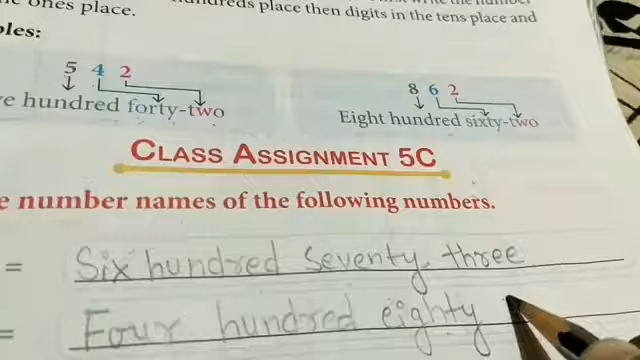 ones place.
hundreds place then digits in the tens place and
5 4 2
hundred forty-two
8 6 2
Eight hundred sixty-two
CLASS ASSIGNMENT 5C
number names of the following numbers.
= Six hundred seventy-three
= Four hundred eighty